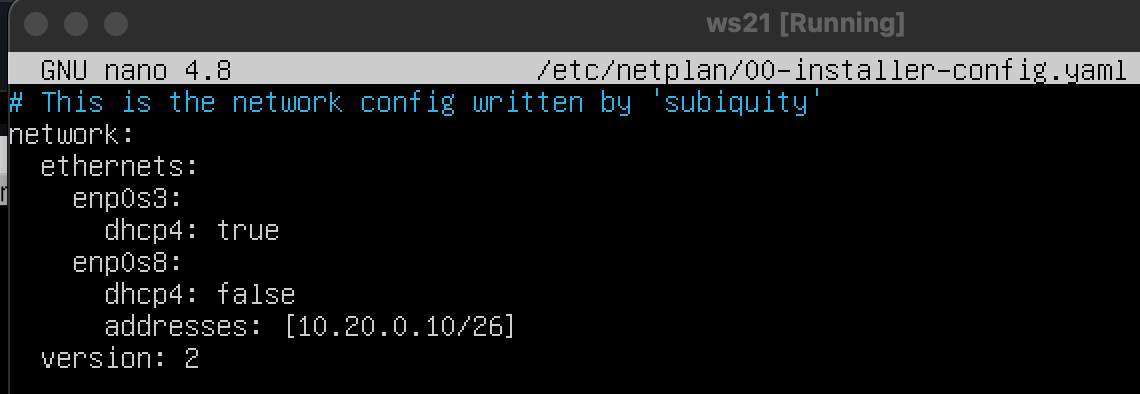 ws21 [Running]
GNU nano 4.8 /etc/netplan/00-installer-config.yaml
# This is the network config written by 'subiquity'
network:
  ethernets:
    enp0s3:
      dhcp4: true
    enp0s8:
      dhcp4: false
      addresses: [10.20.0.10/26]
  version: 2